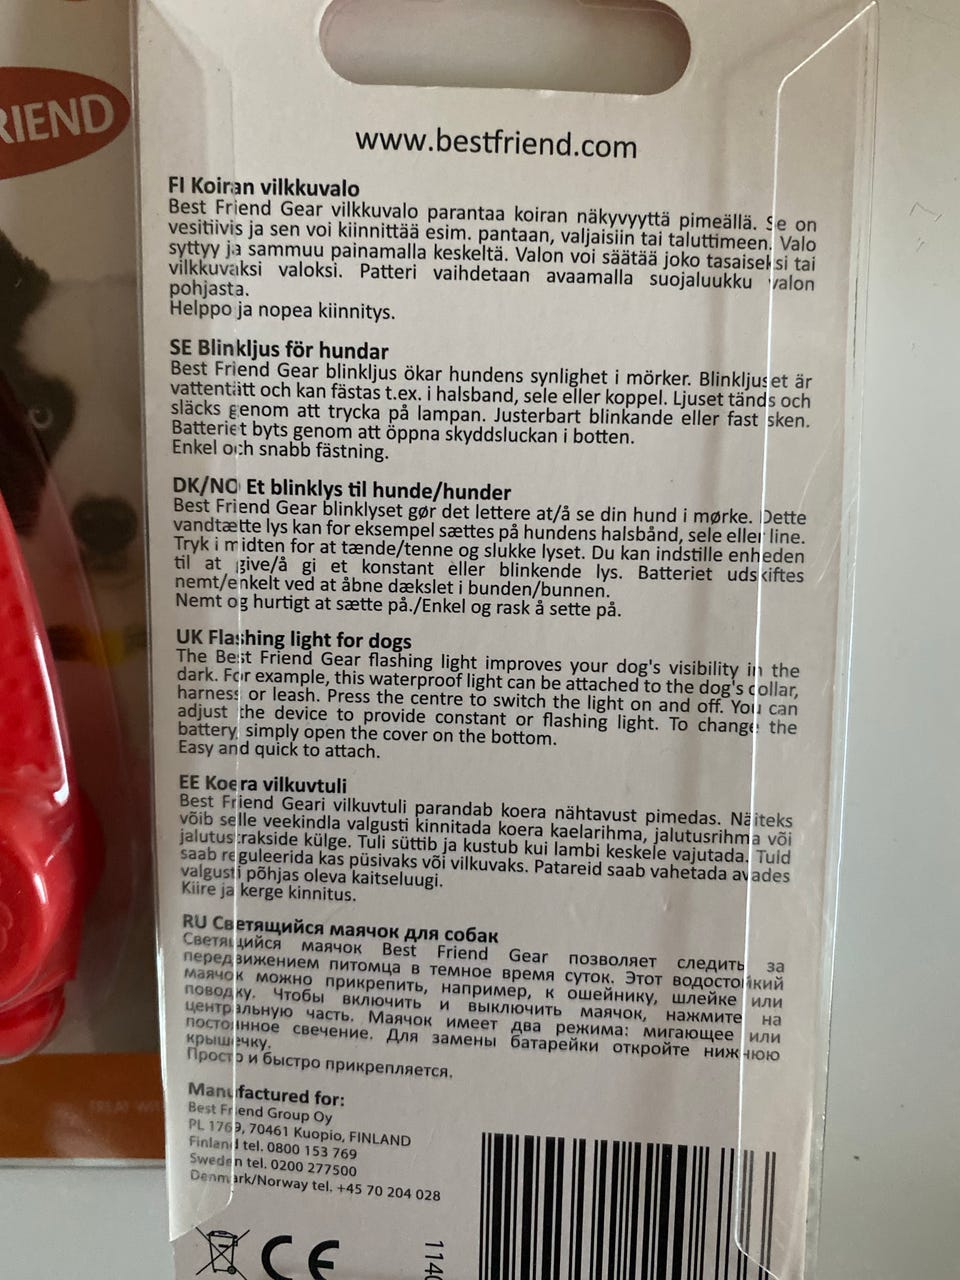 RIEND
www.bestfriend.com
FI Koiran vilkkuvalo
Best Friend Gear vilkkuvalo parantaa koiran näkyvyyttä pimeällä. Se on
vesitiivis ja sen voi kiinnittää esim. pantaan, valjaisiin tai taluttimeen. Valo
syttyy ja sammuu painamalla keskeltä. Valon voi säätää joko tasaiseksi tai
vilkkuvaksi valoksi. Patteri vaihdetaan avaamalla suojaluukku valon
pohjasta.
Helppo ja nopea kiinnitys.
SE Blinkljus för hundar
Best Friend Gear blinkljus ökar hundens synlighet i mörker. Blinkljuset är
vattentätt och kan fästas t.ex. i halsband, sele eller koppel. Ljuset tänds och
släcks genom att trycka på lampan. Justerbart blinkande eller fast sken.
Batteriet byts genom att öppna skyddsluckan i botten.
Enkel och snabb fästning.
DK/NO Et blinklys til hunde/hunder
Best Friend Gear blinklyset gør det lettere at/å se din hund i mørke. Dette
vandtætte lys kan for eksempel sættes på hundens halsbånd, sele eller line.
Tryk i midten for at tænde/tenne og slukke lyset. Du kan indstille enheden
til at give/å gi et konstant eller blinkende lys. Batteriet udskiftes
nemt/enkelt ved at åbne dækslet i bunden/bunnen.
Nemt og hurtigt at sætte på./Enkel og rask å sette på.
UK Flashing light for dogs
The Best Friend Gear flashing light improves your dog's visibility in the
dark. For example, this waterproof light can be attached to the dog's collar,
harness or leash. Press the centre to switch the light on and off. You can
adjust the device to provide constant or flashing light. To change the
battery, simply open the cover on the bottom.
Easy and quick to attach.
EE Koera vilkuvtuli
Best Friend Geari vilkuvtuli parandab koera nähtavust pimedas. Näiteks
võib selle veekindla valgusti kinnitada koera kaelarihma, jalutusrihma või
jalutustrakside külge. Tuli süttib ja kustub kui lambi keskele vajutada. Tuld
saab reguleerida kas püsivaks või vilkuvaks. Patareid saab vahetada avades
valgusti põhjas oleva kaitseluugi.
Kiire ja kerge kinnitus.
RU Светящийся маячок для собак
Светящийся маячок Best Friend Gear позволяет следить за
передвижением питомца в темное время суток. Этот водостойкий
маячок можно прикрепить, например, к ошейнику, шлейке или
поводку. Чтобы включить и выключить маячок, нажмите на
центральную часть. Маячок имеет два режима: мигающее или
постоянное свечение. Для замены батарейки откройте нижнюю
крышечку.
Просто и быстро прикрепляется.
Manufactured for:
Best Friend Group Oy
PL 1769, 70461 Kuopio, FINLAND
Finland tel. 0800 153 769
Sweden tel. 0200 277500
Denmark/Norway tel. +45 70 204 028
CE